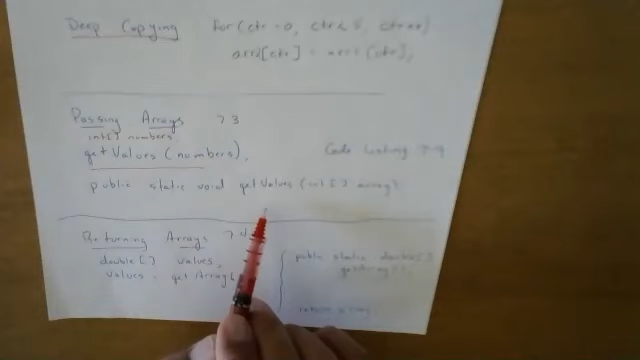 Deep Copying for(ctr=0, ctr<5, ctr++)
arr2[ctr] = arr1[ctr];
Passing Arrays 7.3
int[] numbers
getValues(numbers); Code Listing 7-9
public static void getValues(int[] array)
Returning Arrays 7.4
double[] values; public static double[]
values = getArray( getArray()
return array;